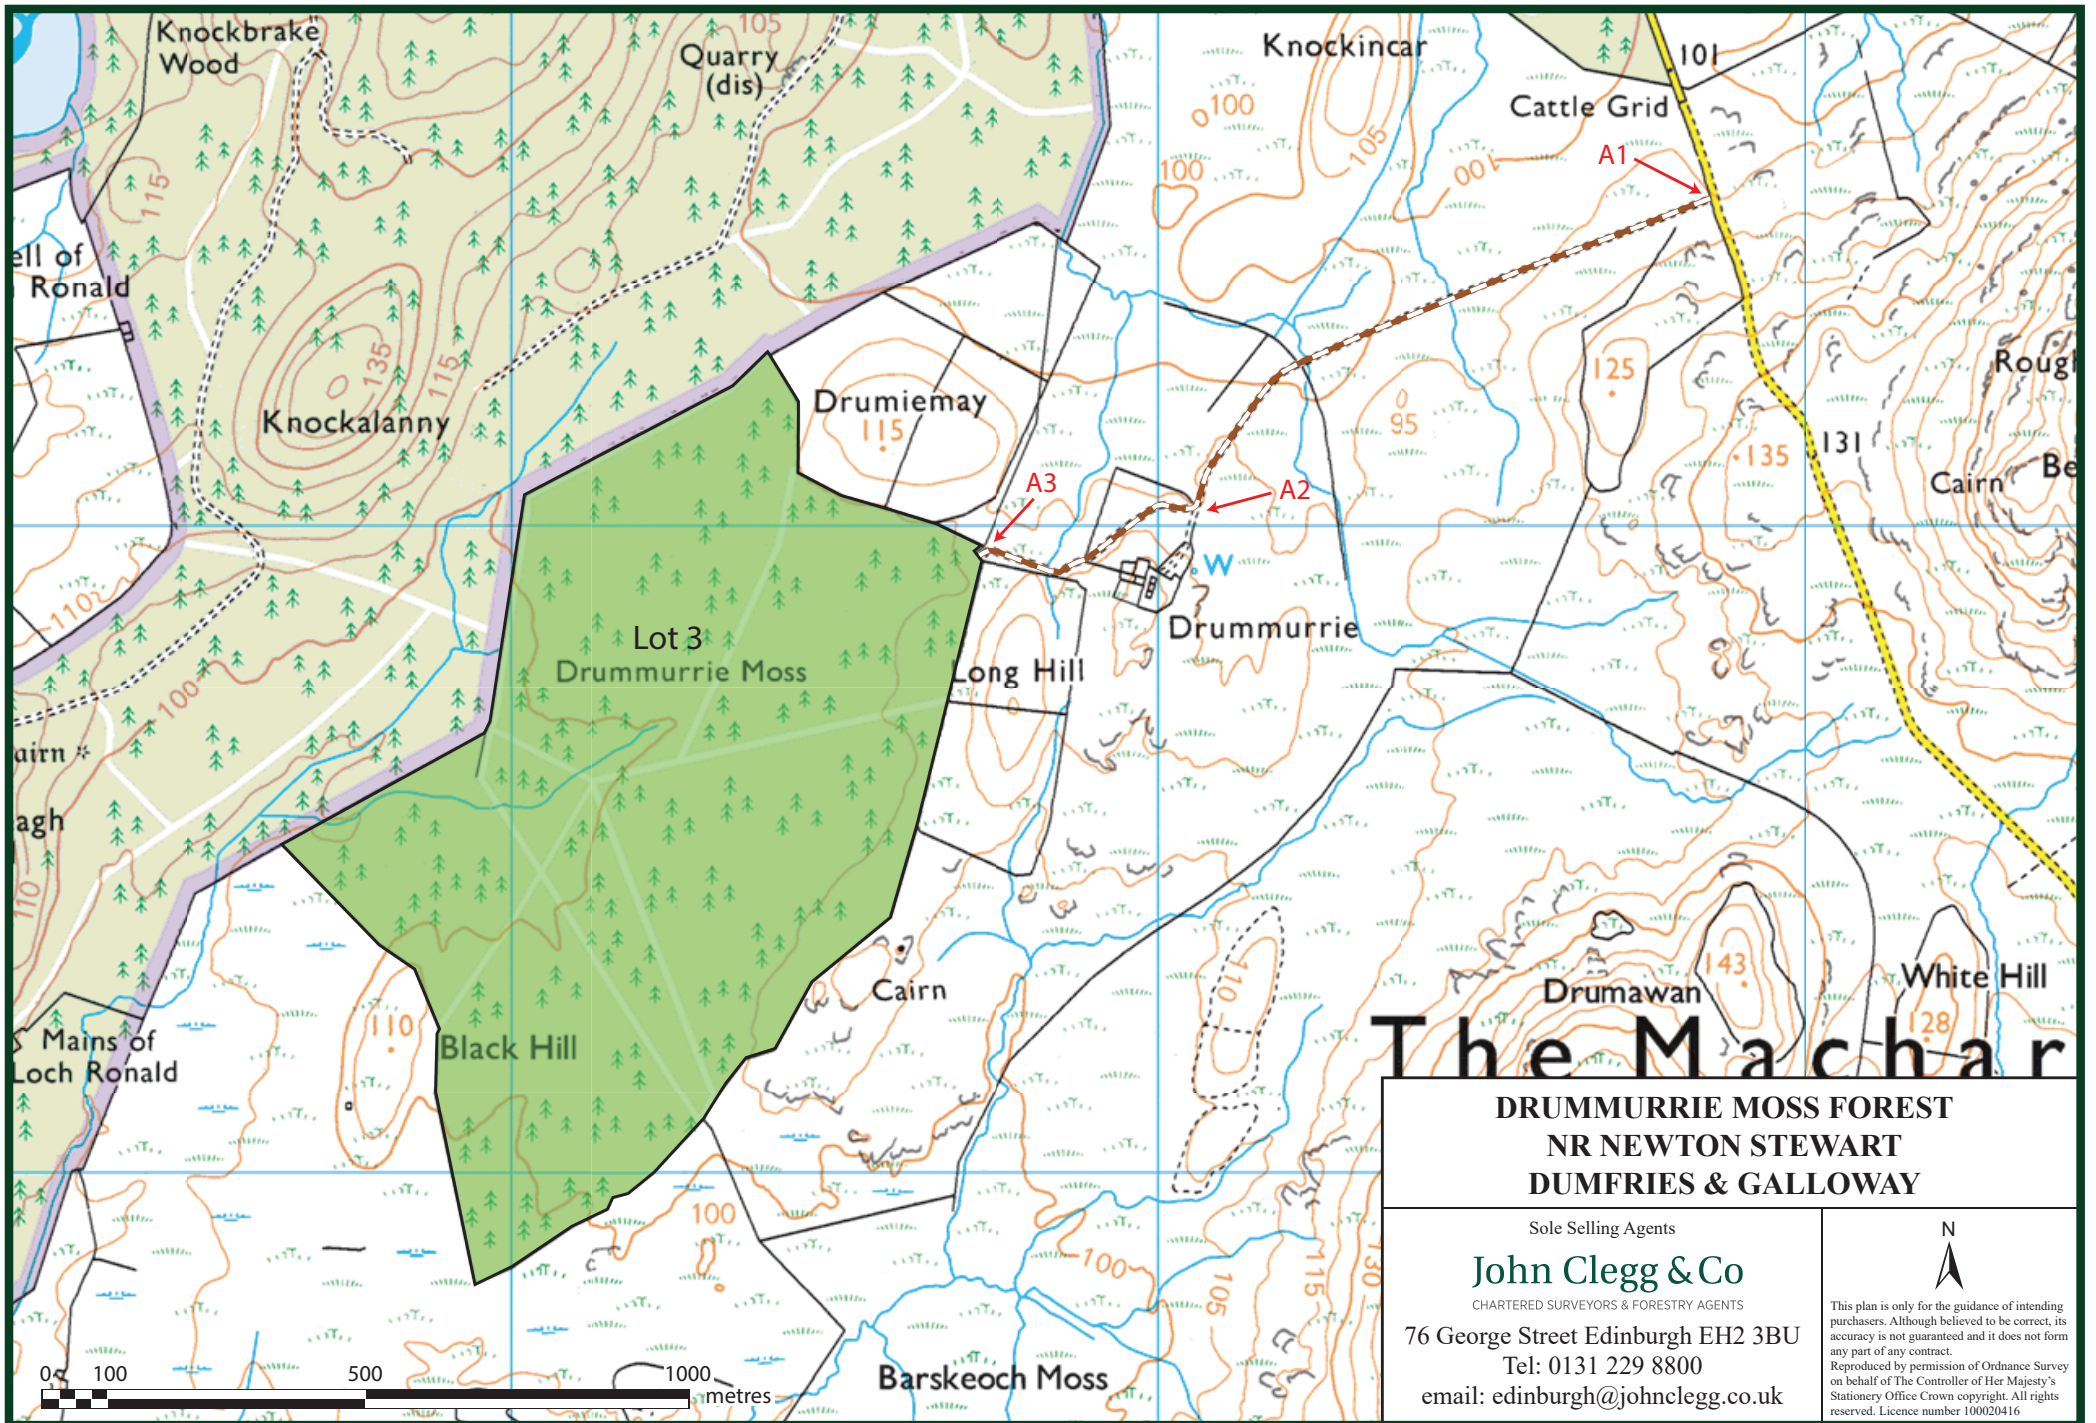 Knockbrake
Wood
105
Quarry
(dis)
Knockincar
101
Cattle Grid
100
105
A1
100
100
115
ell of
Ronald
135
115
Knockalanny
Drumiemay
115
125
95
Rough
131
135
Cairn
Be
A3
A2
W
110
Lot 3
Drummurrie Moss
Drummurrie
Long Hill
100
airn
agh
110
Cairn
110
143
Drumawan
White Hill
128
110
Black Hill
Mains of
Loch Ronald
The Machar
100
100
105
115
130
Barskeoch Moss
0 100 500 1000
metres
DRUMMURRIE MOSS FOREST
NR NEWTON STEWART
DUMFRIES & GALLOWAY
Sole Selling Agents
John Clegg & Co
CHARTERED SURVEYORS & FORESTRY AGENTS
76 George Street Edinburgh EH2 3BU
Tel: 0131 229 8800
email: edinburgh@johnclegg.co.uk
N
This plan is only for the guidance of intending
purchasers. Although believed to be correct, its
accuracy is not guaranteed and it does not form
any part of any contract.
Reproduced by permission of Ordnance Survey
on behalf of The Controller of Her Majesty's
Stationery Office Crown copyright. All rights
reserved. Licence number 100020416